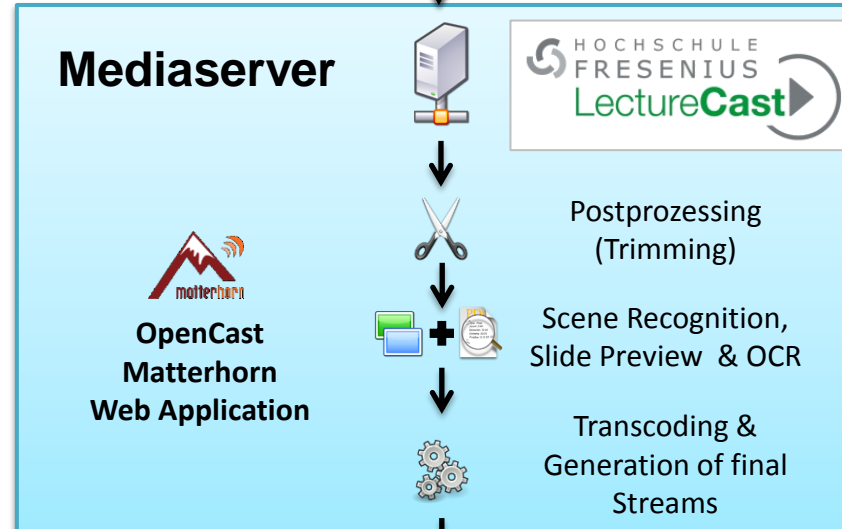 Mediaserver
HOCHSCHULE
FRESENIUS
LectureCast
Postprozessing
(Trimming)
matterhorn
OpenCast
Matterhorn
Web Application
Scene Recognition,
Slide Preview & OCR
Transcoding &
Generation of final
Streams